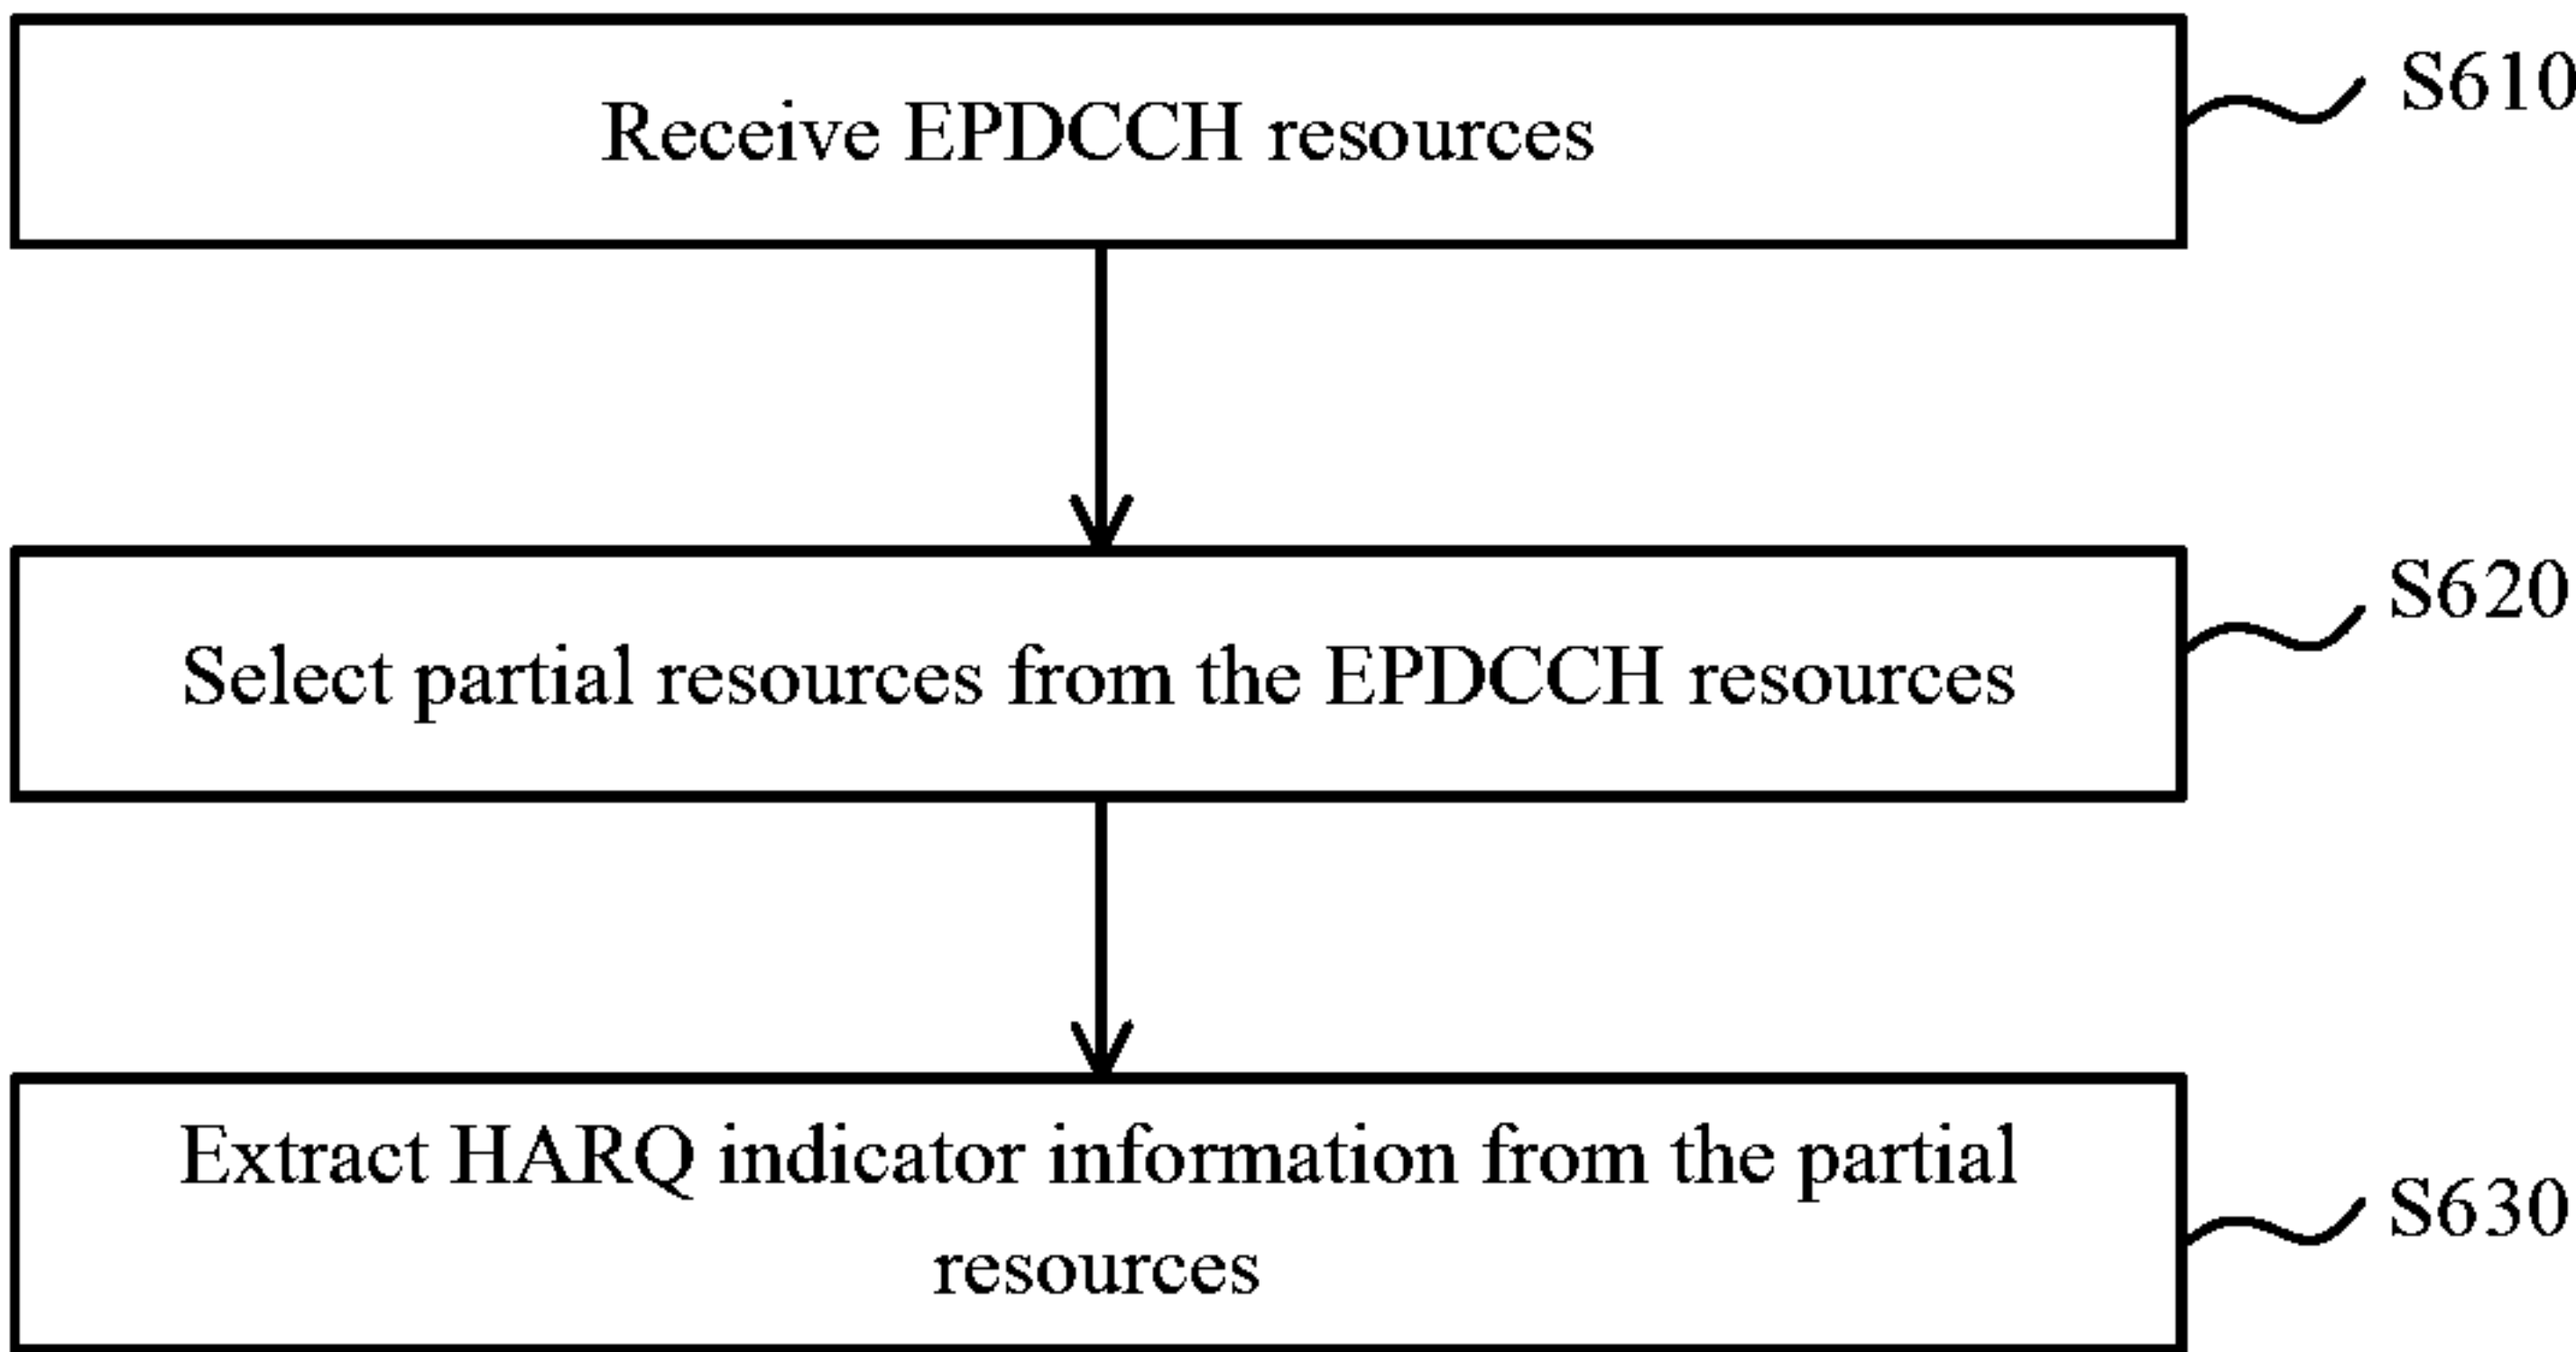 Receive EPDCCH resources
S610
Select partial resources from the EPDCCH resources
S620
Extract HARQ indicator information from the partial
resources
S630